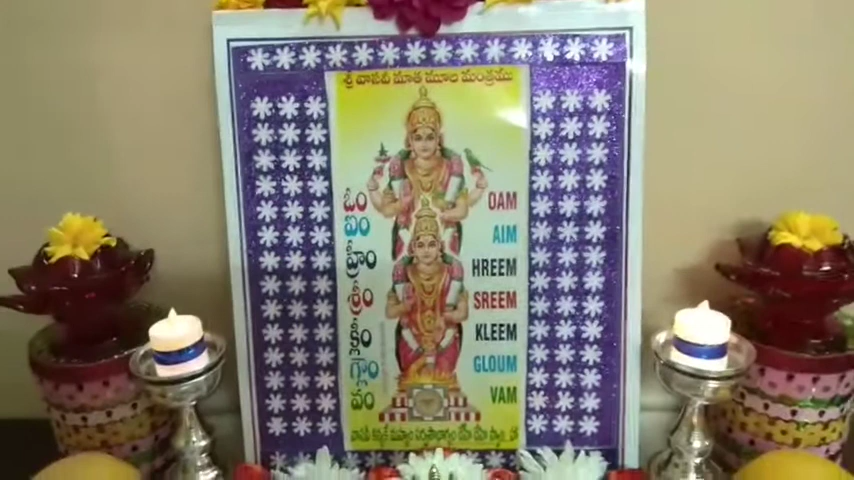 శ్రీ వాసవీ మాత మూల మంత్రము
ఓం OAM
ఐం AIM
హ్రీం HREEM
శ్రీం SREEM
క్లీం KLEEM
గ్లౌం GLOUM
వం VAM